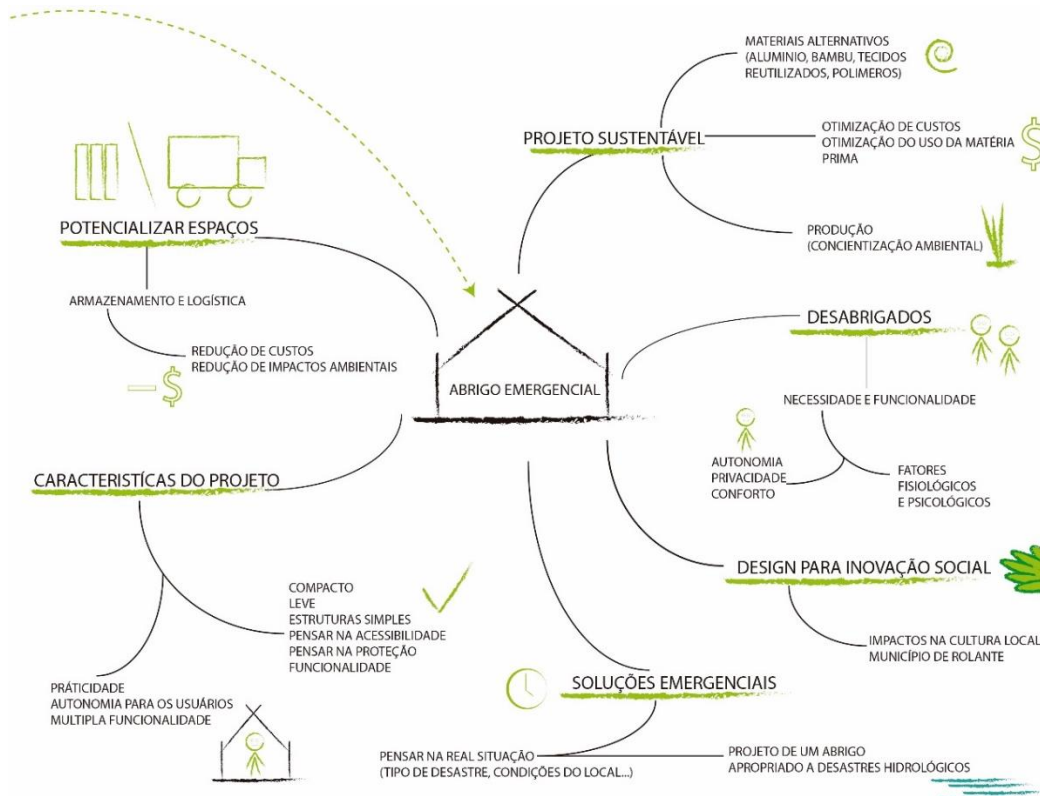 MATERIAIS ALTERNATIVOS
(ALUMINIO, BAMBU, TECIDOS
REUTILIZADOS, POLIMEROS)
PROJETO SUSTENTÁVEL
OTIMIZAÇÃO DE CUSTOS
OTIMIZAÇÃO DO USO DA MATÉRIA
PRIMA
$
PRODUÇÃO
(CONCIENTIZAÇÃO AMBIENTAL)
POTENCIALIZAR ESPAÇOS
ARMAZENAMENTO E LOGÍSTICA
REDUÇÃO DE CUSTOS
REDUÇÃO DE IMPACTOS AMBIENTAIS
–$
ABRIGO EMERGENCIAL
DESABRIGADOS
NECESSIDADE E FUNCIONALIDADE
AUTONOMIA
PRIVACIDADE
CONFORTO
FATORES
FISIOLÓGICOS
E PSICOLÓGICOS
CARACTERISTÍCAS DO PROJETO
COMPACTO
LEVE
ESTRUTURAS SIMPLES
PENSAR NA ACESSIBILIDADE
PENSAR NA PROTEÇÃO
FUNCIONALIDADE
PRÁTICIDADE
AUTONOMIA PARA OS USUÁRIOS
MULTIPLA FUNCIONALIDADE
DESIGN PARA INOVAÇÃO SOCIAL
IMPACTOS NA CULTURA LOCAL
MUNICÍPIO DE ROLANTE
SOLUÇÕES EMERGENCIAIS
PENSAR NA REAL SITUAÇÃO
(TIPO DE DESASTRE, CONDIÇÕES DO LOCAL...)
PROJETO DE UM ABRIGO
APROPRIADO A DESASTRES HIDROLÓGICOS